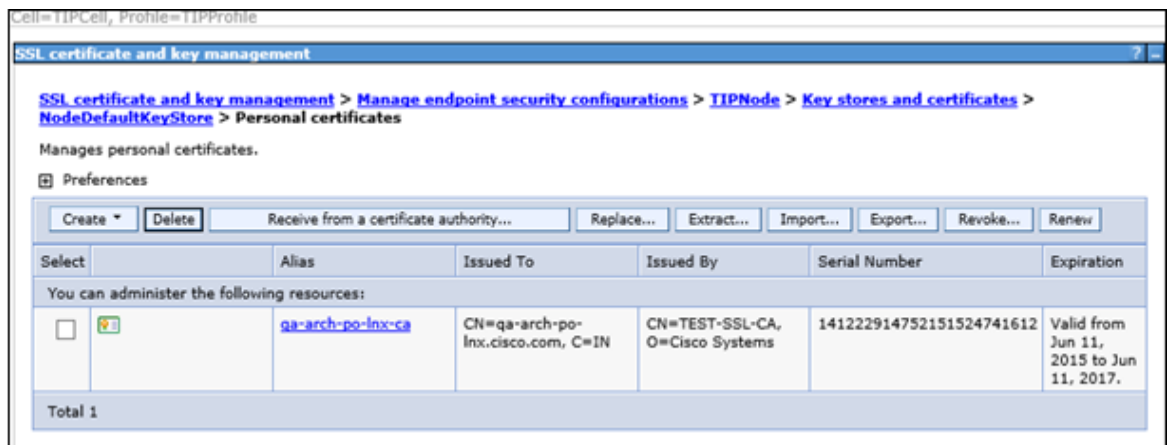 Cell=TIPCell, Profile=TIPProfile
SSL certificate and key management ? -
SSL certificate and key management > Manage endpoint security configurations > TIPNode > Key stores and certificates >
NodeDefaultKeyStore > Personal certificates
Manages personal certificates.
+ Preferences
Create Delete Receive from a certificate authority... Replace... Extract... Import... Export... Revoke... Renew
Select Alias Issued To Issued By Serial Number Expiration
You can administer the following resources:
qa-arch-po-lnx-ca CN=qa-arch-po- CN=TEST-SSL-CA, 141222914752151524741612 Valid from
lnx.cisco.com, C=IN O=Cisco Systems Jun 11,
2015 to Jun
11, 2017.
Total 1